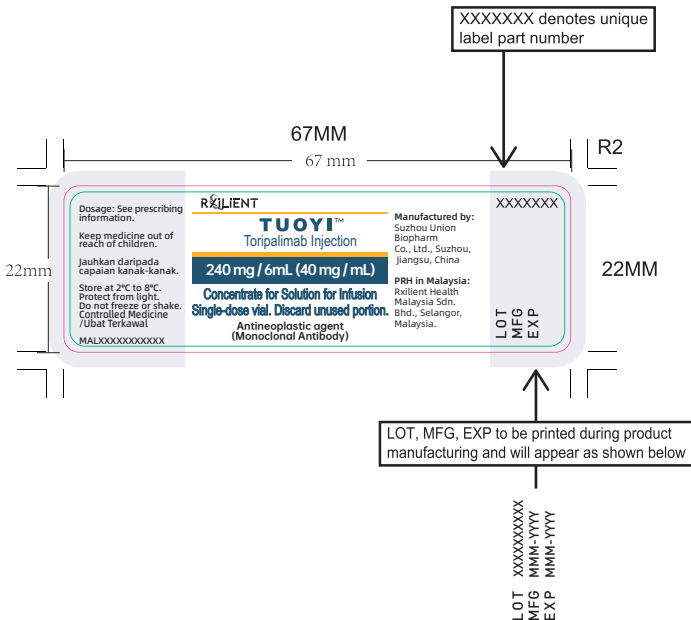 XXXXXXX denotes unique
label part number
67MM
67 mm
R2
22mm
22MM
Dosage: See prescribing
information.
Keep medicine out of
reach of children.
Jauhkan daripada
capaian kanak-kanak.
Store at 2°C to 8°C.
Protect from light.
Do not freeze or shake.
Controlled Medicine
/Ubat Terkawal
MALXXXXXXXXXXX
RXiLIENT
TUOYI™
Toripalimab Injection
240 mg / 6mL (40 mg / mL)
Concentrate for Solution for Infusion
Single-dose vial. Discard unused portion.
Antineoplastic agent
(Monoclonal Antibody)
Manufactured by:
Suzhou Union
Biopharm
Co., Ltd., Suzhou,
Jiangsu, China
PRH in Malaysia:
Rxilient Health
Malaysia Sdn.
Bhd., Selangor,
Malaysia.
XXXXXXX
LOT
MFG
EXP
LOT, MFG, EXP to be printed during product
manufacturing and will appear as shown below
LOT XXXXXXXXXX
MFG MMM-YYYY
EXP MMM-YYYY